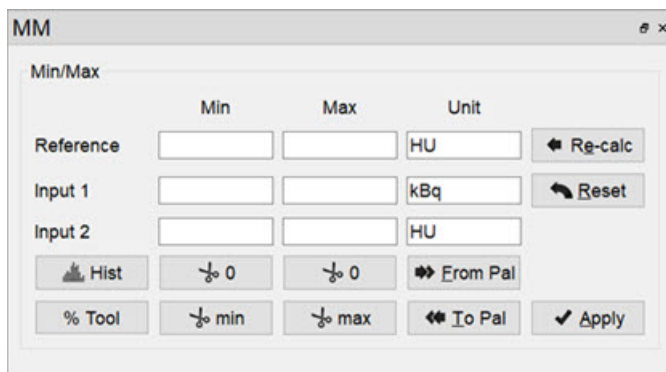 MM
Min/Max
Min Max Unit
Reference HU Re-calc
Input 1 kBq Reset
Input 2 HU
Hist 0 0 From Pal
% Tool min max To Pal Apply